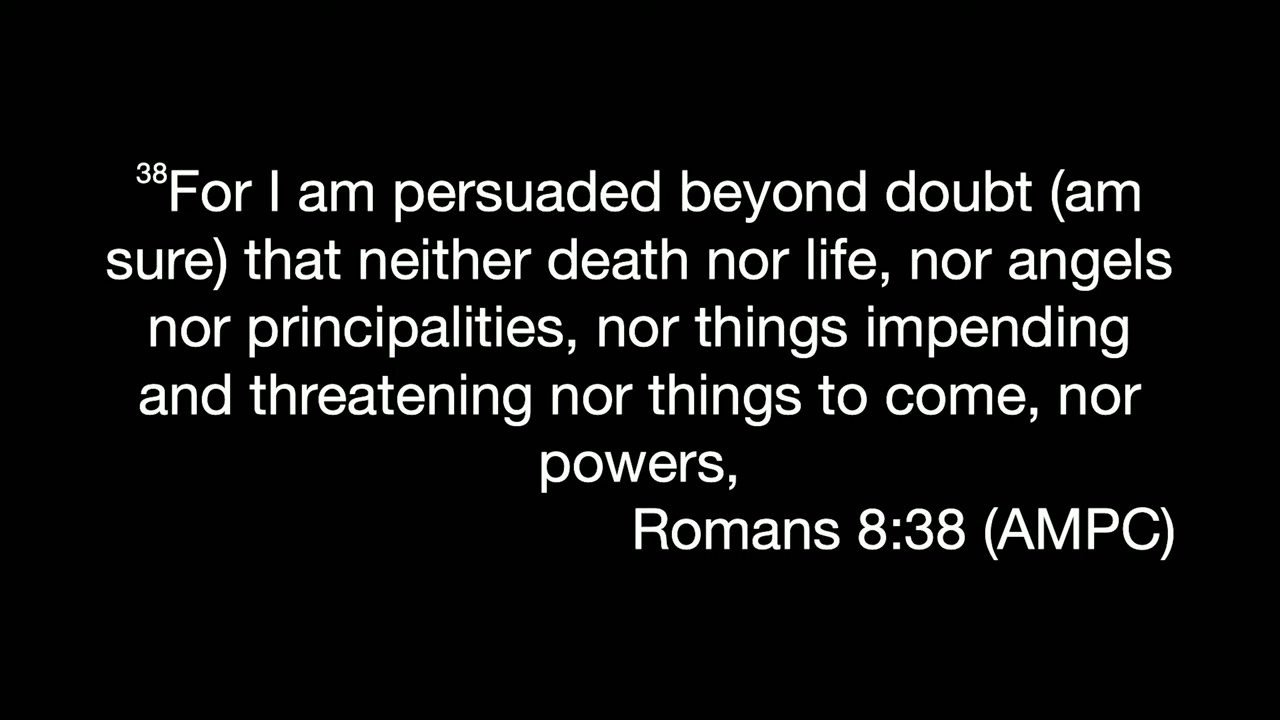 38For I am persuaded beyond doubt (am
sure) that neither death nor life, nor angels
nor principalities, nor things impending
and threatening nor things to come, nor
powers,
Romans 8:38 (AMPC)